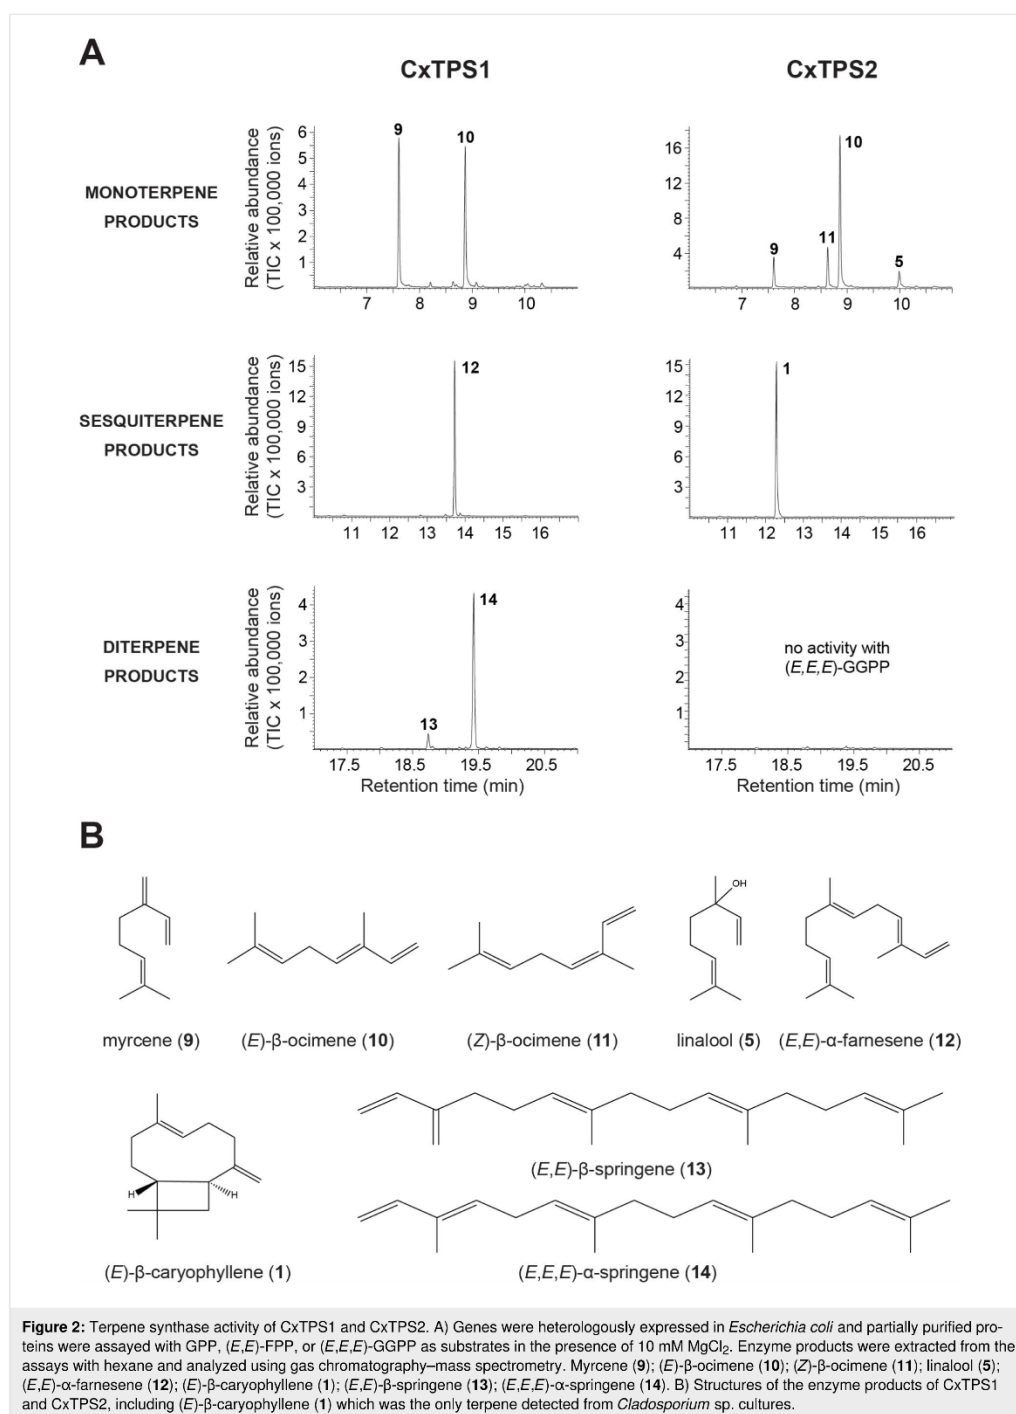 A
CxTPS1
CxTPS2
MONOTERPENE
PRODUCTS
Relative abundance
(TIC x 100,000 ions)
6
5
4
3
2
1
9
10
7 8 9 10
16
12
8
4
9
11
10
5
7 8 9 10
SESQUITERPENE
PRODUCTS
Relative abundance
(TIC x 100,000 ions)
15
12
9
6
3
12
11 12 13 14 15 16
15
12
9
6
3
1
11 12 13 14 15 16
DITERPENE
PRODUCTS
Relative abundance
(TIC x 100,000 ions)
4
3
2
1
13
14
17.5 18.5 19.5 20.5
Retention time (min)
4
3
2
1
no activity with
(E,E,E)-GGPP
17.5 18.5 19.5 20.5
Retention time (min)
B
OH
myrcene (9) (E)-β-ocimene (10) (Z)-β-ocimene (11) linalool (5) (E,E)-α-farnesene (12)
H H
(E)-β-caryophyllene (1)
(E,E)-β-springene (13)
(E,E,E)-α-springene (14)
Figure 2: Terpene synthase activity of CxTPS1 and CxTPS2. A) Genes were heterologously expressed in Escherichia coli and partially purified pro-
teins were assayed with GPP, (E,E)-FPP, or (E,E,E)-GGPP as substrates in the presence of 10 mM MgCl₂. Enzyme products were extracted from the
assays with hexane and analyzed using gas chromatography–mass spectrometry. Myrcene (9); (E)-β-ocimene (10); (Z)-β-ocimene (11); linalool (5);
(E,E)-α-farnesene (12); (E)-β-caryophyllene (1); (E,E)-β-springene (13); (E,E,E)-α-springene (14). B) Structures of the enzyme products of CxTPS1
and CxTPS2, including (E)-β-caryophyllene (1) which was the only terpene detected from Cladosporium sp. cultures.